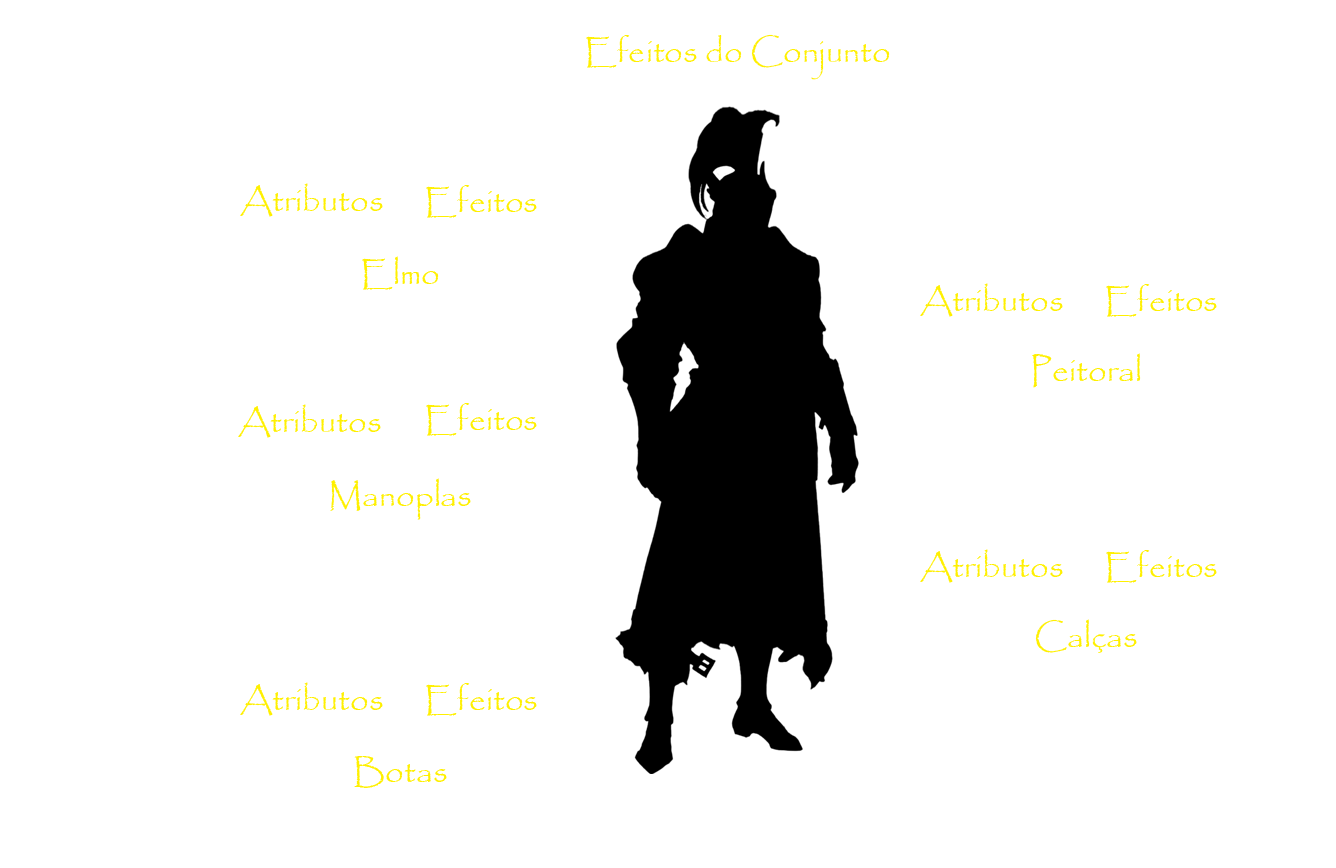 Efeitos do Conjunto
Atributos Efeitos
Elmo
Atributos Efeitos
Peitoral
Atributos Efeitos
Manoplas
Atributos Efeitos
Calças
Atributos Efeitos
Botas